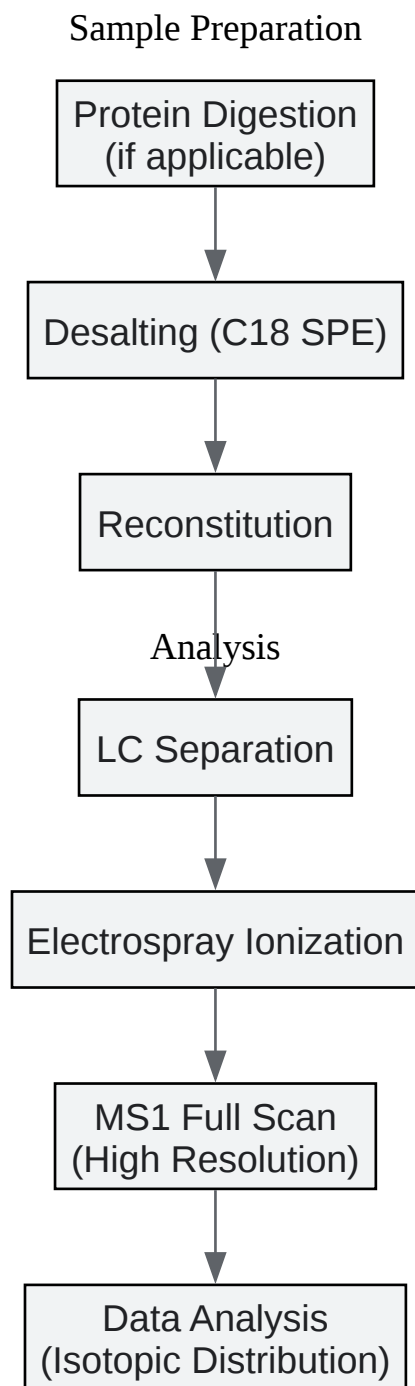 Sample Preparation
Protein Digestion
(if applicable)
Desalting (C18 SPE)
Reconstitution
Analysis
LC Separation
Electrospray Ionization
MS1 Full Scan
(High Resolution)
Data Analysis
(Isotopic Distribution)